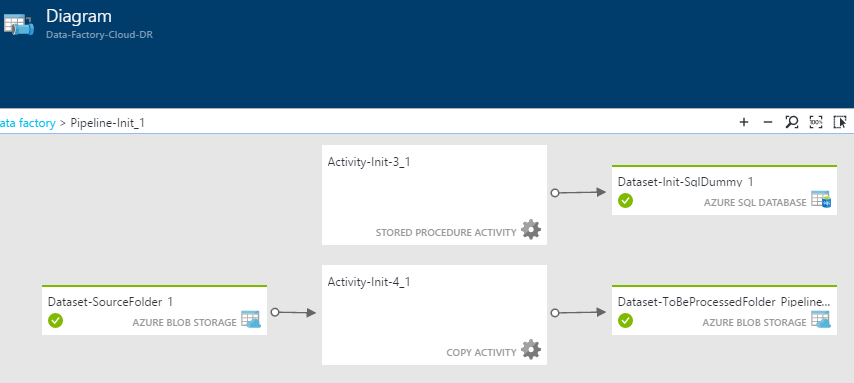 Diagram
Data-Factory-Cloud-DR
ata factory > Pipeline-Init_1
100%
Activity-Init-3_1
STORED PROCEDURE ACTIVITY
Dataset-Init-SqlDummy_1
AZURE SQL DATABASE
Dataset-SourceFolder_1
AZURE BLOB STORAGE
Activity-Init-4_1
COPY ACTIVITY
Dataset-ToBeProcessedFolder_Pipeline...
AZURE BLOB STORAGE